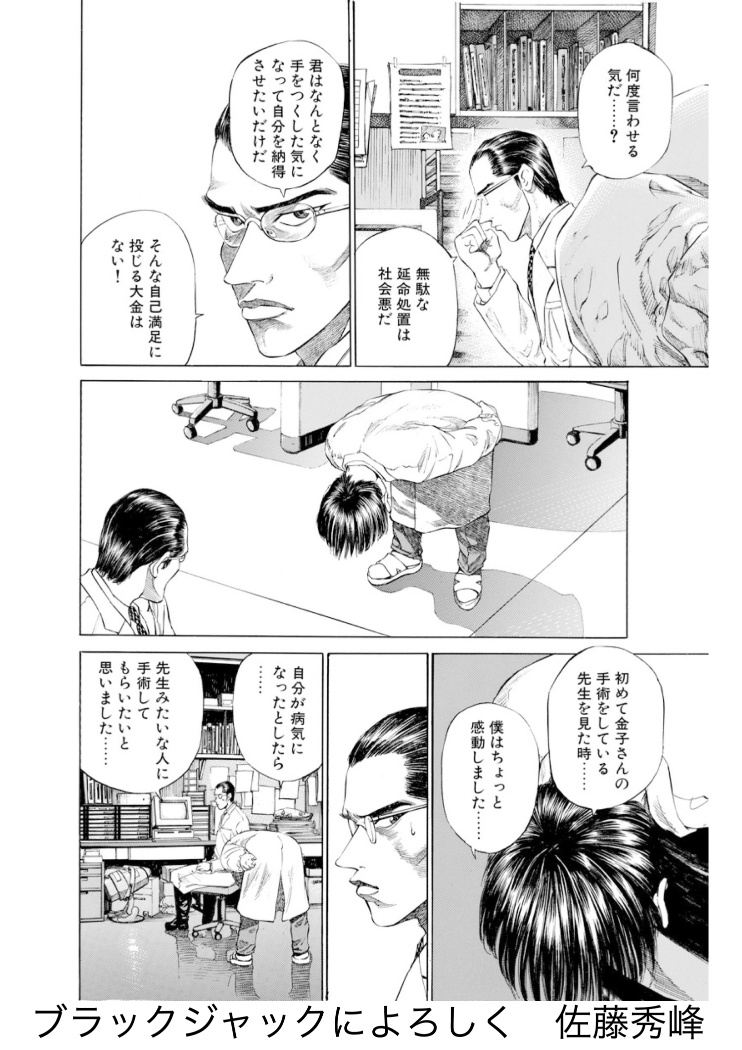 何度言わせる
気だ……？
無駄な
延命処置は
社会悪だ
君はなんとなく
手をつくした気に
なって自分を納得
させたいだけだ
そんな自己満足に
投じる大金は
ない！
初めて金子さんの
手術をしている
先生を見た時……
僕はちょっと
感動しました……
自分が病気に
なったとしたら
……
先生みたいな人に
手術して
もらいたいと
思いました……
ブラックジャックによろしく　佐藤秀峰